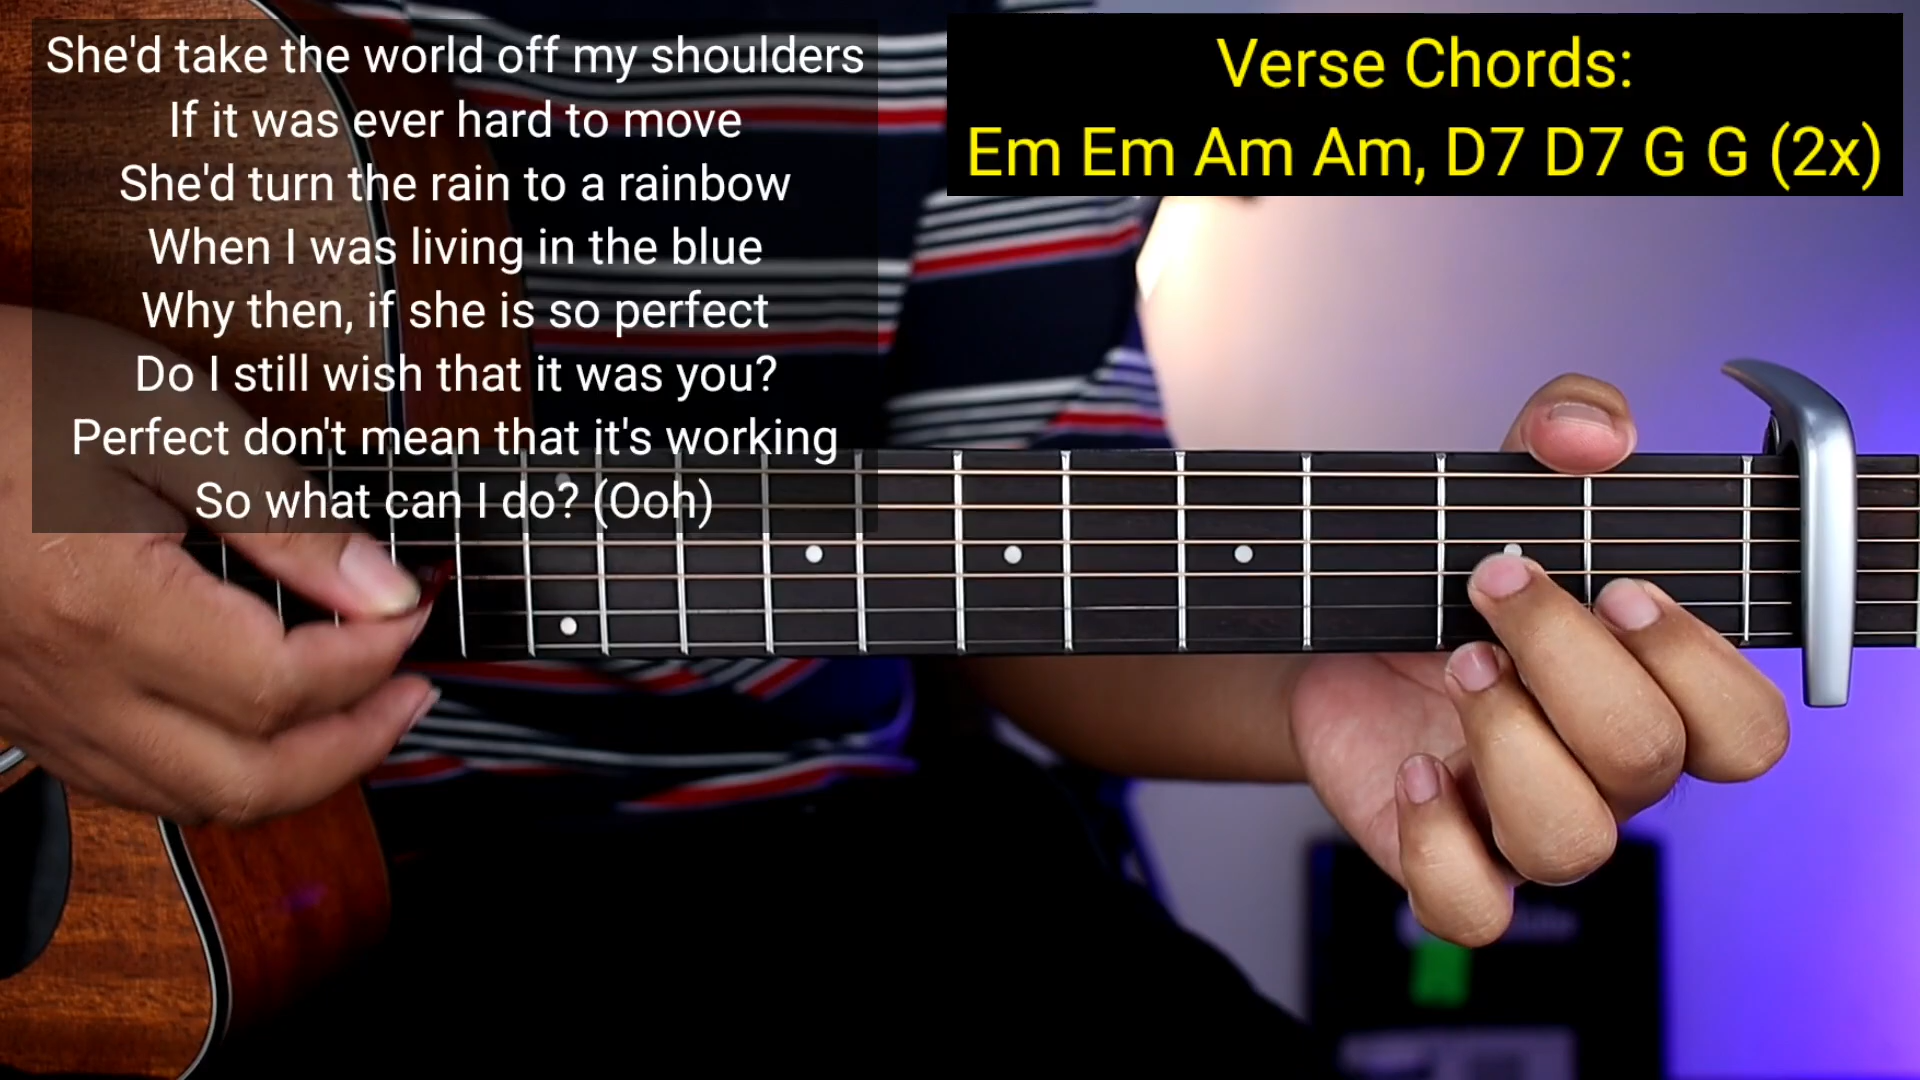 She'd take the world off my shoulders
If it was ever hard to move
She'd turn the rain to a rainbow
When I was living in the blue
Why then, if she is so perfect
Do I still wish that it was you?
Perfect don't mean that it's working
So what can I do? (Ooh)
Verse Chords:
Em Em Am Am, D7 D7 G G (2x)